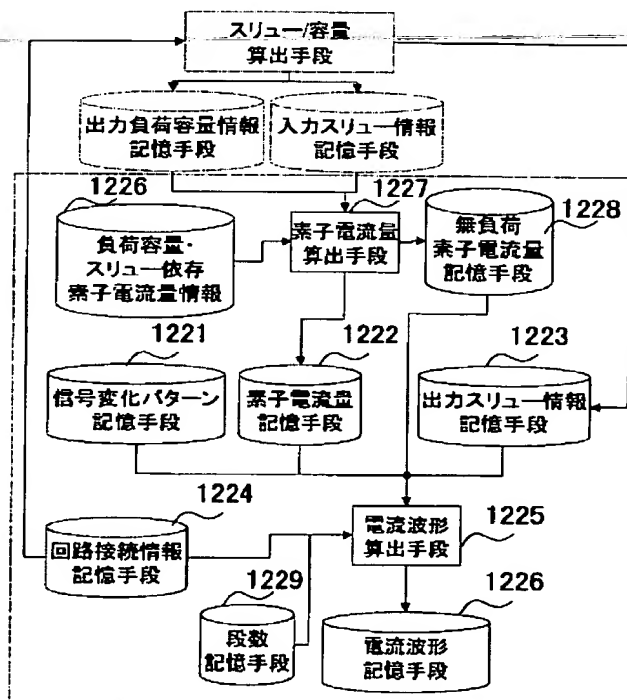 スリュー/容量
算出手段
出力負荷容量情報
記憶手段
入力スリュー情報
記憶手段
1226
負荷容量・
スリュー依存
素子電流量情報
1227
素子電流量
算出手段
1228
無負荷
素子電流量
記憶手段
1221
信号変化パターン
記憶手段
1222
素子電流量
記憶手段
1223
出力スリュー情報
記憶手段
1224
回路接続情報
記憶手段
1225
電流波形
算出手段
1229
段数
記憶手段
1226
電流波形
記憶手段